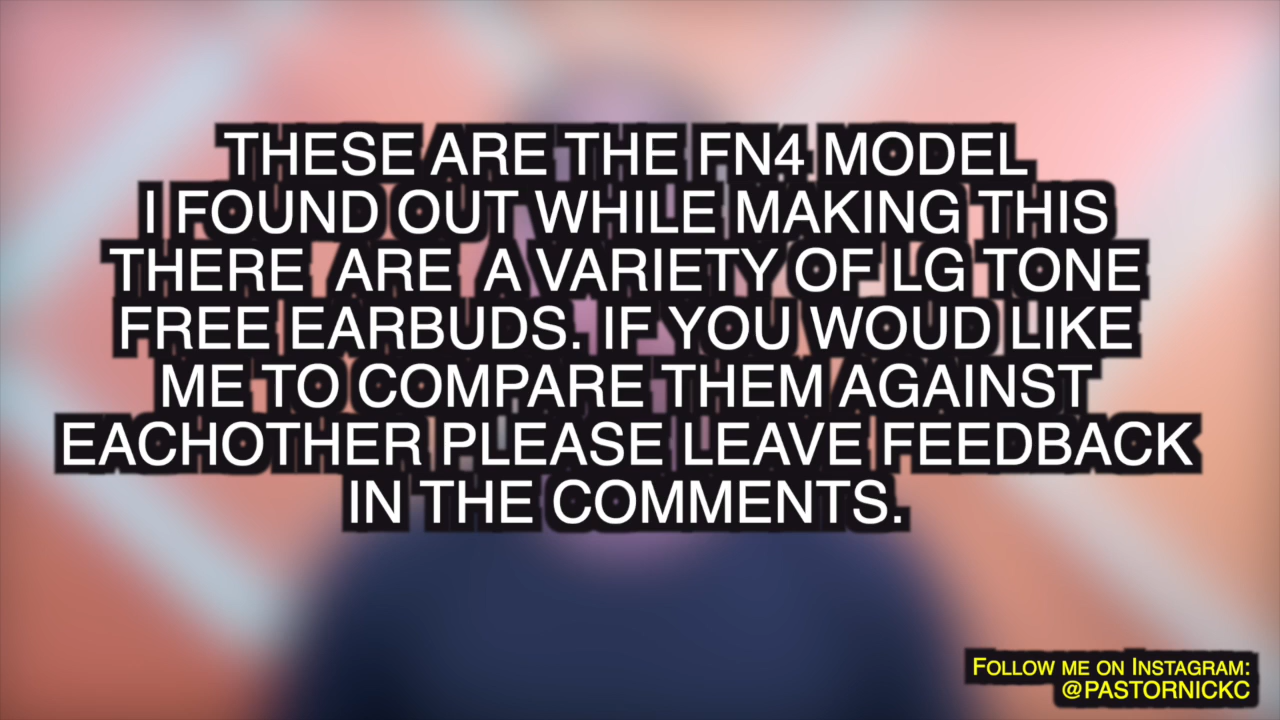 THESE ARE THE FN4 MODEL
I FOUND OUT WHILE MAKING THIS
THERE ARE A VARIETY OF LG TONE
FREE EARBUDS. IF YOU WOUD LIKE
ME TO COMPARE THEM AGAINST
EACHOTHER PLEASE LEAVE FEEDBACK
IN THE COMMENTS.
FOLLOW ME ON INSTAGRAM:
@PASTORNICKC